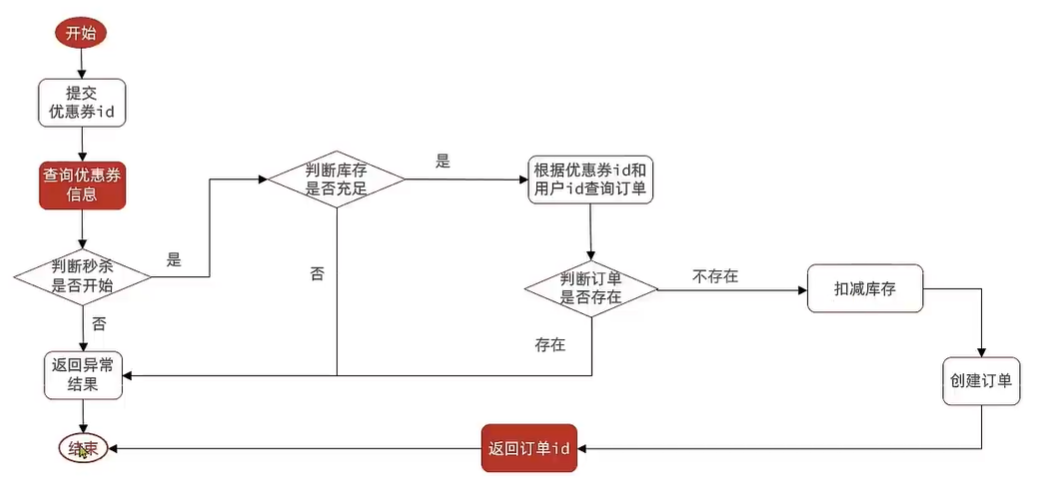 开始
提交
优惠券id
查询优惠券
信息
判断秒杀
是否开始
是
否
返回异常
结果
结束
判断库存
是否充足
是
否
根据优惠券id和
用户id查询订单
判断订单
是否存在
不存在
存在
扣减库存
创建订单
返回订单id